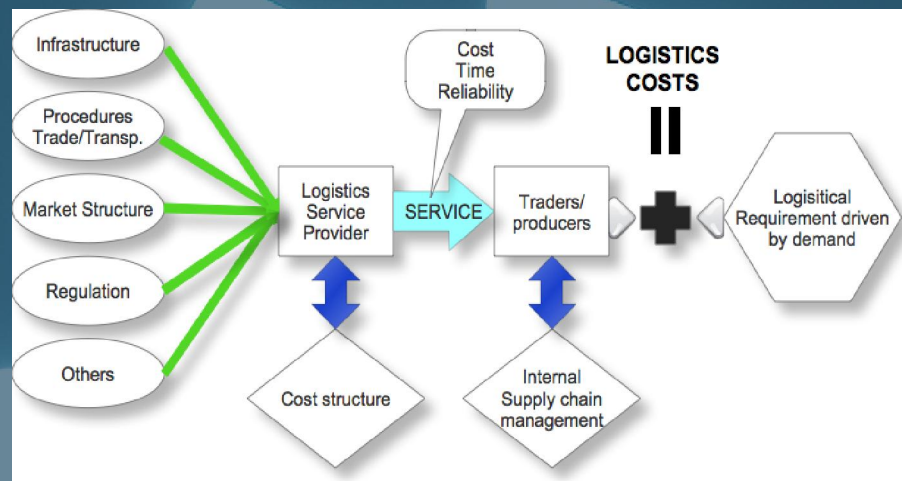 Infrastructure
Procedures
Trade/Transp.
Market Structure
Regulation
Others
Logistics
Service
Provider
Cost structure
Cost
Time
Reliability
SERVICE
Traders/
producers
Internal
Supply chain
management
LOGISTICS
COSTS
Logisitical
Requirement driven
by demand